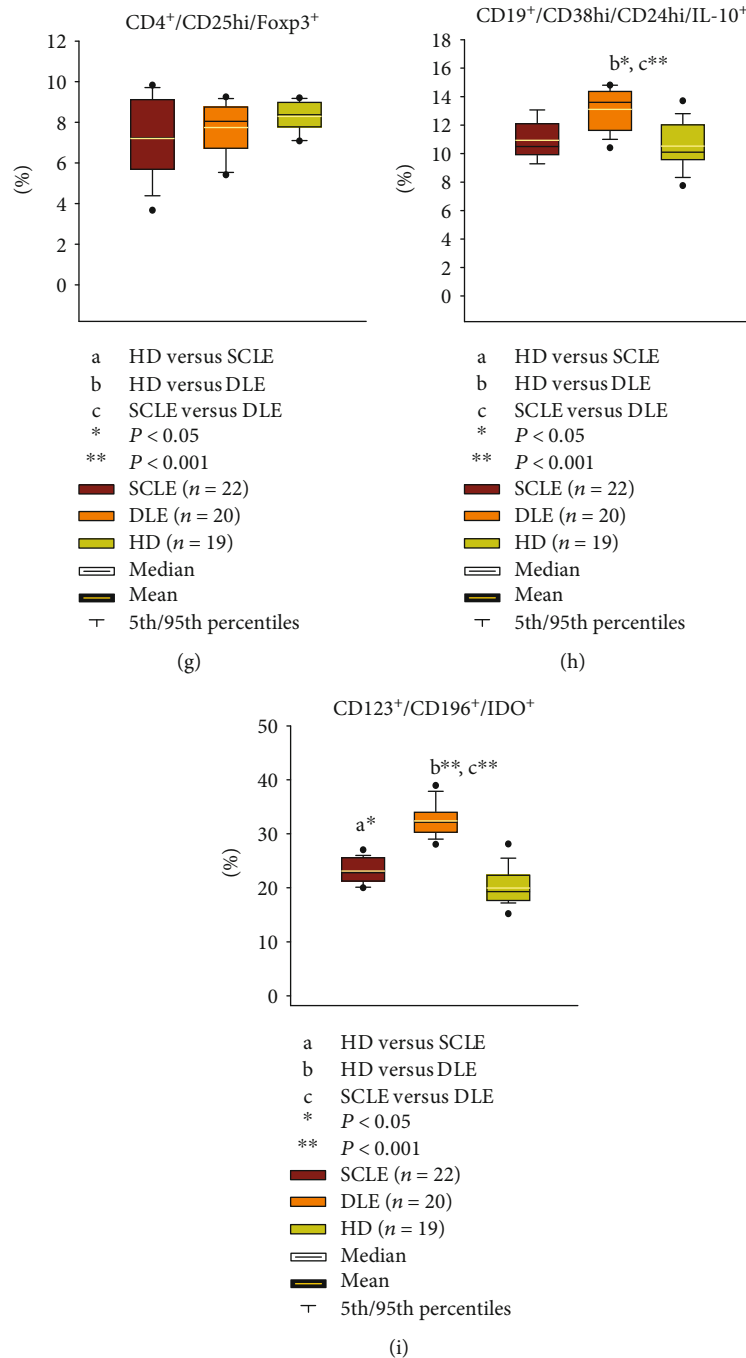 CD4⁺/CD25hi/Foxp3⁺
12
10
8
6
4
2
0
(%)
a HD versus SCLE
b HD versus DLE
c SCLE versus DLE
* P < 0.05
** P < 0.001
SCLE (n = 22)
DLE (n = 20)
HD (n = 19)
Median
Mean
5th/95th percentiles
(g)
CD19⁺/CD38hi/CD24hi/IL-10⁺
18
16
14
12
10
8
6
4
2
0
(%)
b*, c**
a HD versus SCLE
b HD versus DLE
c SCLE versus DLE
* P < 0.05
** P < 0.001
SCLE (n = 22)
DLE (n = 20)
HD (n = 19)
Median
Mean
5th/95th percentiles
(h)
CD123⁺/CD196⁺/IDO⁺
50
40
30
20
10
0
(%)
a*
b**, c**
a HD versus SCLE
b HD versus DLE
c SCLE versus DLE
* P < 0.05
** P < 0.001
SCLE (n = 22)
DLE (n = 20)
HD (n = 19)
Median
Mean
5th/95th percentiles
(i)